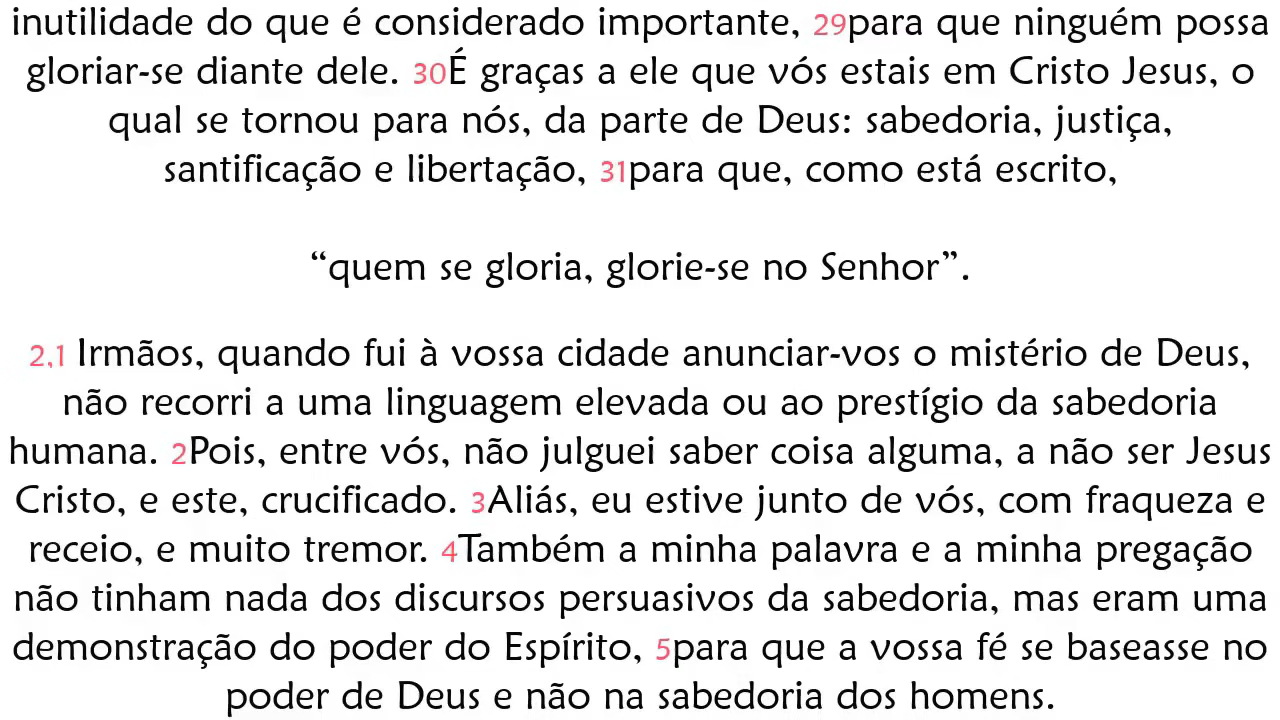 inutilidade do que é considerado importante, 29para que ninguém possa
gloriar-se diante dele. 30É graças a ele que vós estais em Cristo Jesus, o
qual se tornou para nós, da parte de Deus: sabedoria, justiça,
santificação e libertação, 31para que, como está escrito,
“quem se gloria, glorie-se no Senhor”.
2,1 Irmãos, quando fui à vossa cidade anunciar-vos o mistério de Deus,
não recorri a uma linguagem elevada ou ao prestígio da sabedoria
humana. 2Pois, entre vós, não julguei saber coisa alguma, a não ser Jesus
Cristo, e este, crucificado. 3Aliás, eu estive junto de vós, com fraqueza e
receio, e muito tremor. 4Também a minha palavra e a minha pregação
não tinham nada dos discursos persuasivos da sabedoria, mas eram uma
demonstração do poder do Espírito, 5para que a vossa fé se baseasse no
poder de Deus e não na sabedoria dos homens.